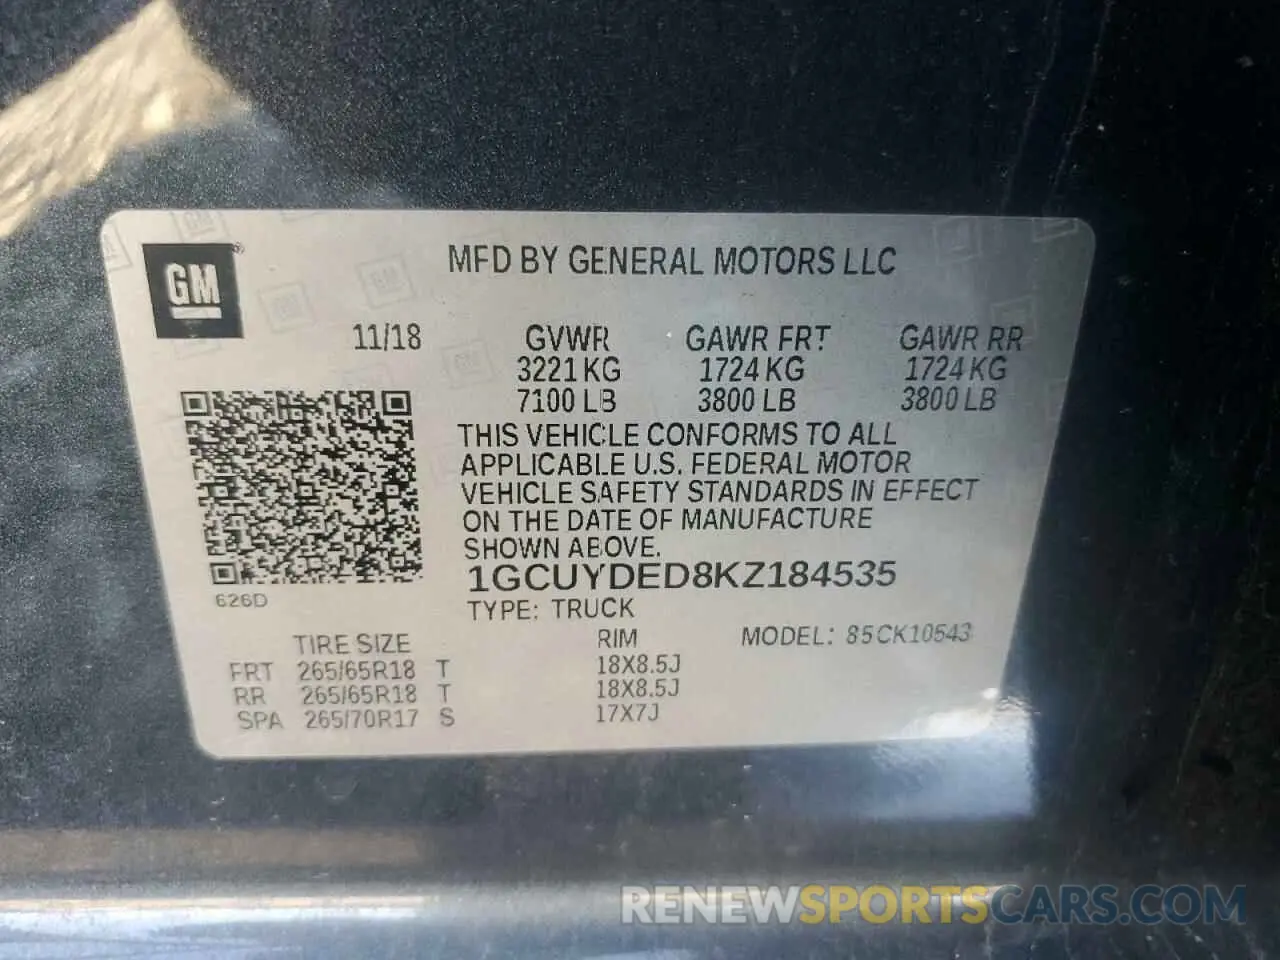 MFD BY GENERAL MOTORS LLC
GM ®
11/18 GVWR GAWR FRT GAWR RR
3221 KG 1724 KG 1724 KG
7100 LB 3800 LB 3800 LB
THIS VEHICLE CONFORMS TO ALL
APPLICABLE U.S. FEDERAL MOTOR
VEHICLE SAFETY STANDARDS IN EFFECT
ON THE DATE OF MANUFACTURE
SHOWN ABOVE.
1GCUYDED8KZ184535
626D
TYPE: TRUCK
TIRE SIZE RIM MODEL: 85CK10543
FRT 265/65R18 T 18X8.5J
RR 265/65R18 T 18X8.5J
SPA 265/70R17 S 17X7J
RENEWSPORTSCARS.COM